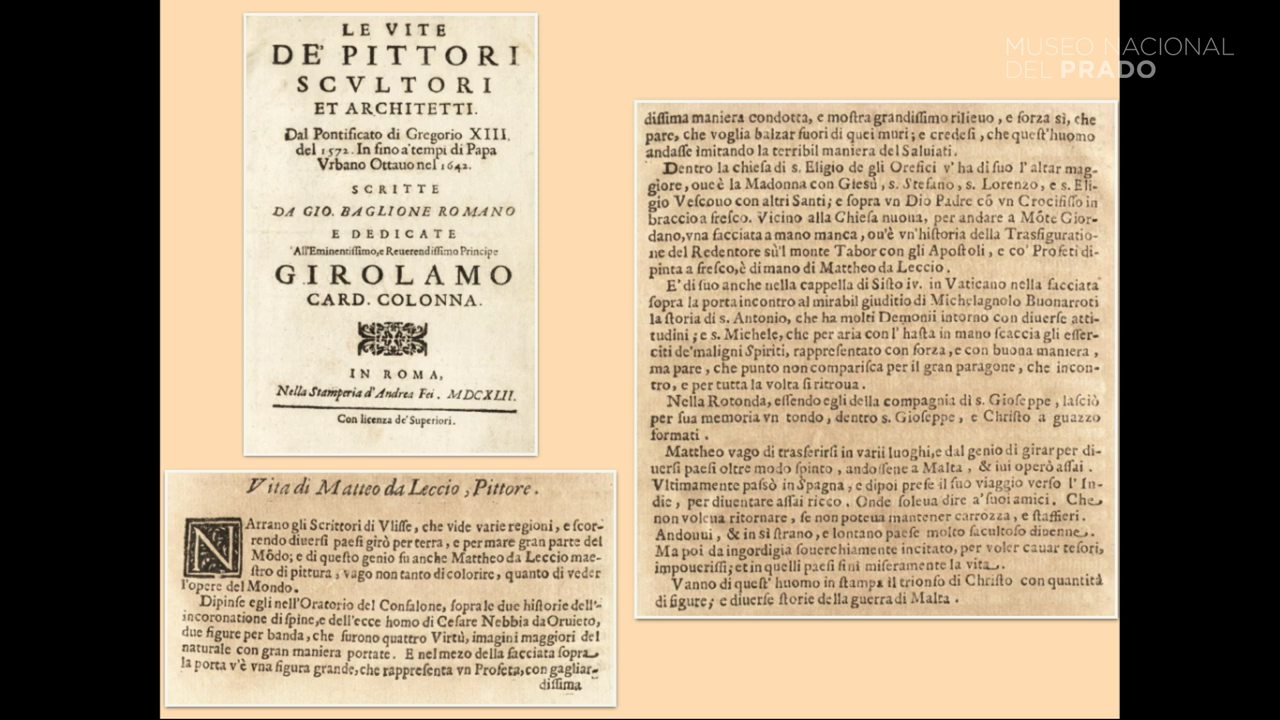 LE VITE
DE' PITTORI
SCVLTORI
ET ARCHITETTI.
Dal Pontificato di Gregorio XIII.
del 1572. In fino a' tempi di Papa
Vrbano Ottauo nel 1642.
SCRITTE
DA GIO. BAGLIONE ROMANO
E DEDICATE
All'Eminentissimo, e Reuerendissimo Principe
GIROLAMO
CARD. COLONNA.
IN ROMA,
Nella Stamperia d'Andrea Fei. MDCXLII.
Con licenza de' Superiori.
Vita di Matteo da Leccio, Pittore.
NArrano gli Scrittori di Vlisse, che vide varie regioni, e scor-
rendo diuersi paesi girò per terra, e per mare gran parte del
Mõdo; e di questo genio fu anche Mattheo da Leccio mae-
stro di pittura, vago non tanto di colorire, quanto di veder
l'opere del Mondo.
Dipinse egli nell'Oratorio del Confalone, sopra le due historie dell'-
incoronatione di spine, e dell'ecce homo di Cesare Nebbia da Oruieto,
due figure per banda, che furono quattro Virtù, imagini maggiori del
naturale con gran maniera portate. E nel mezo della facciata sopra
la porta v'è vna figura grande, che rappresenta vn Profeta, con gagliar-
dissima
MUSEO NACIONAL
DEL PRADO
dissima maniera condotta, e mostra grandissimo rilieuo, e forza sì, che
pare, che voglia balzar fuori di quei muri; e credesi, che quest'huomo
andasse imitando la terribil maniera del Saluiati.
Dentro la chiesa di s. Eligio de gli Orefici v' ha di suo l' altar mag-
giore, oue è la Madonna con Giesù, s. Stefano, s. Lorenzo, e s. Eli-
gio Vescouo con altri Santi; e sopra vn Dio Padre cõ vn Crocifisso in
braccio a fresco. Vicino alla Chiesa nuoua, per andare a Mõte Gior-
dano, vna facciata a mano manca, ou'è vn'historia della Trasfiguratio-
ne del Redentore sù'l monte Tabor con gli Apostoli, e co' Profeti di-
pinta a fresco, è di mano di Mattheo da Leccio.
E' di suo anche nella cappella di Sisto iv. in Vaticano nella facciata
sopra la porta incontro al mirabil giuditio di Michelagnolo Buonarroti
la storia di s. Antonio, che ha molti Demonii intorno con diuerse atti-
tudini; e s. Michele, che per aria con l' hasta in mano scaccia gli esser-
citi de' maligni Spiriti, rappresentato con forza, e con buona maniera,
ma pare, che punto non comparisca per il gran paragone, che incon-
tro, e per tutta la volta si ritroua.
Nella Rotonda, essendo egli della compagnia di s. Gioseppe, lasciò
per sua memoria vn tondo, dentro s. Gioseppe, e Christo a guazzo
formati.
Mattheo vago di trasferirsi in varii luoghi, e dal genio di girar per di-
uersi paesi oltre modo spinto, andossene a Malta, & iui operò assai.
Vltimamente passò in Spagna, e dipoi prese il suo viaggio verso l' In-
die, per diuentare assai ricco. Onde soleua dire a' suoi amici. Che
non voleua ritornare, se non poteua mantener carrozza, e staffieri.
Andouui, & in sì strano, e lontano paese molto facultoso diuenne.
Ma poi da ingordigia souerchiamente incitato, per voler cauar tesori,
impouerissi; et in quelli paesi finì miseramente la vita.
Vanno di quest' huomo in stampa il trionfo di Christo con quantità
di figure; e diuerse storie della guerra di Malta.